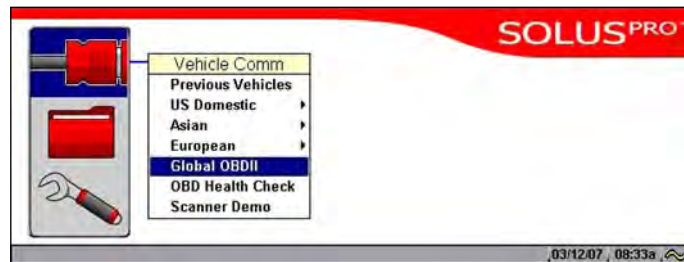 SOLUSPRO™
Vehicle Comm
Previous Vehicles
US Domestic
Asian
European
Global OBDII
OBD Health Check
Scanner Demo
03/12/07 08:33a